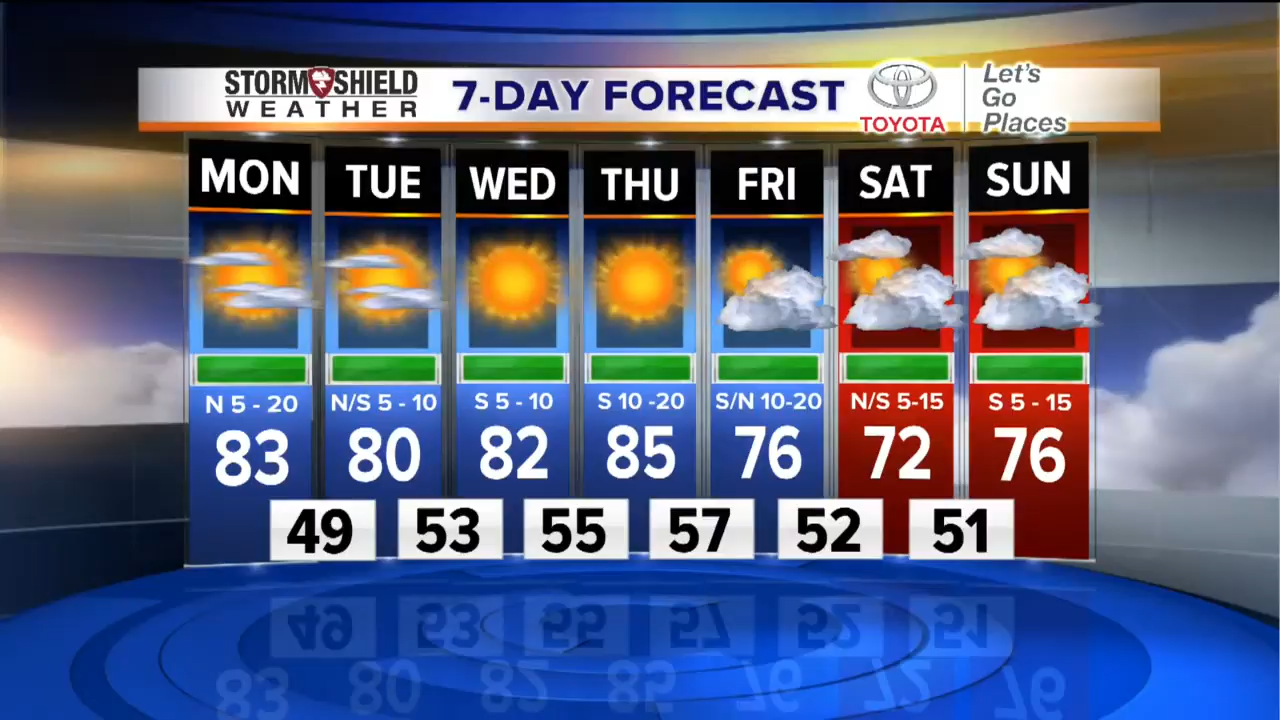 STORM SHIELD
WEATHER
7-DAY FORECAST
TOYOTA
Let's
Go
Places
MON TUE WED THU FRI SAT SUN
N 5 - 20 N/S 5 - 10 S 5 - 10 S 10 -20 S/N 10-20 N/S 5-15 S 5 - 15
83 80 82 85 76 72 76
49 53 55 57 52 51